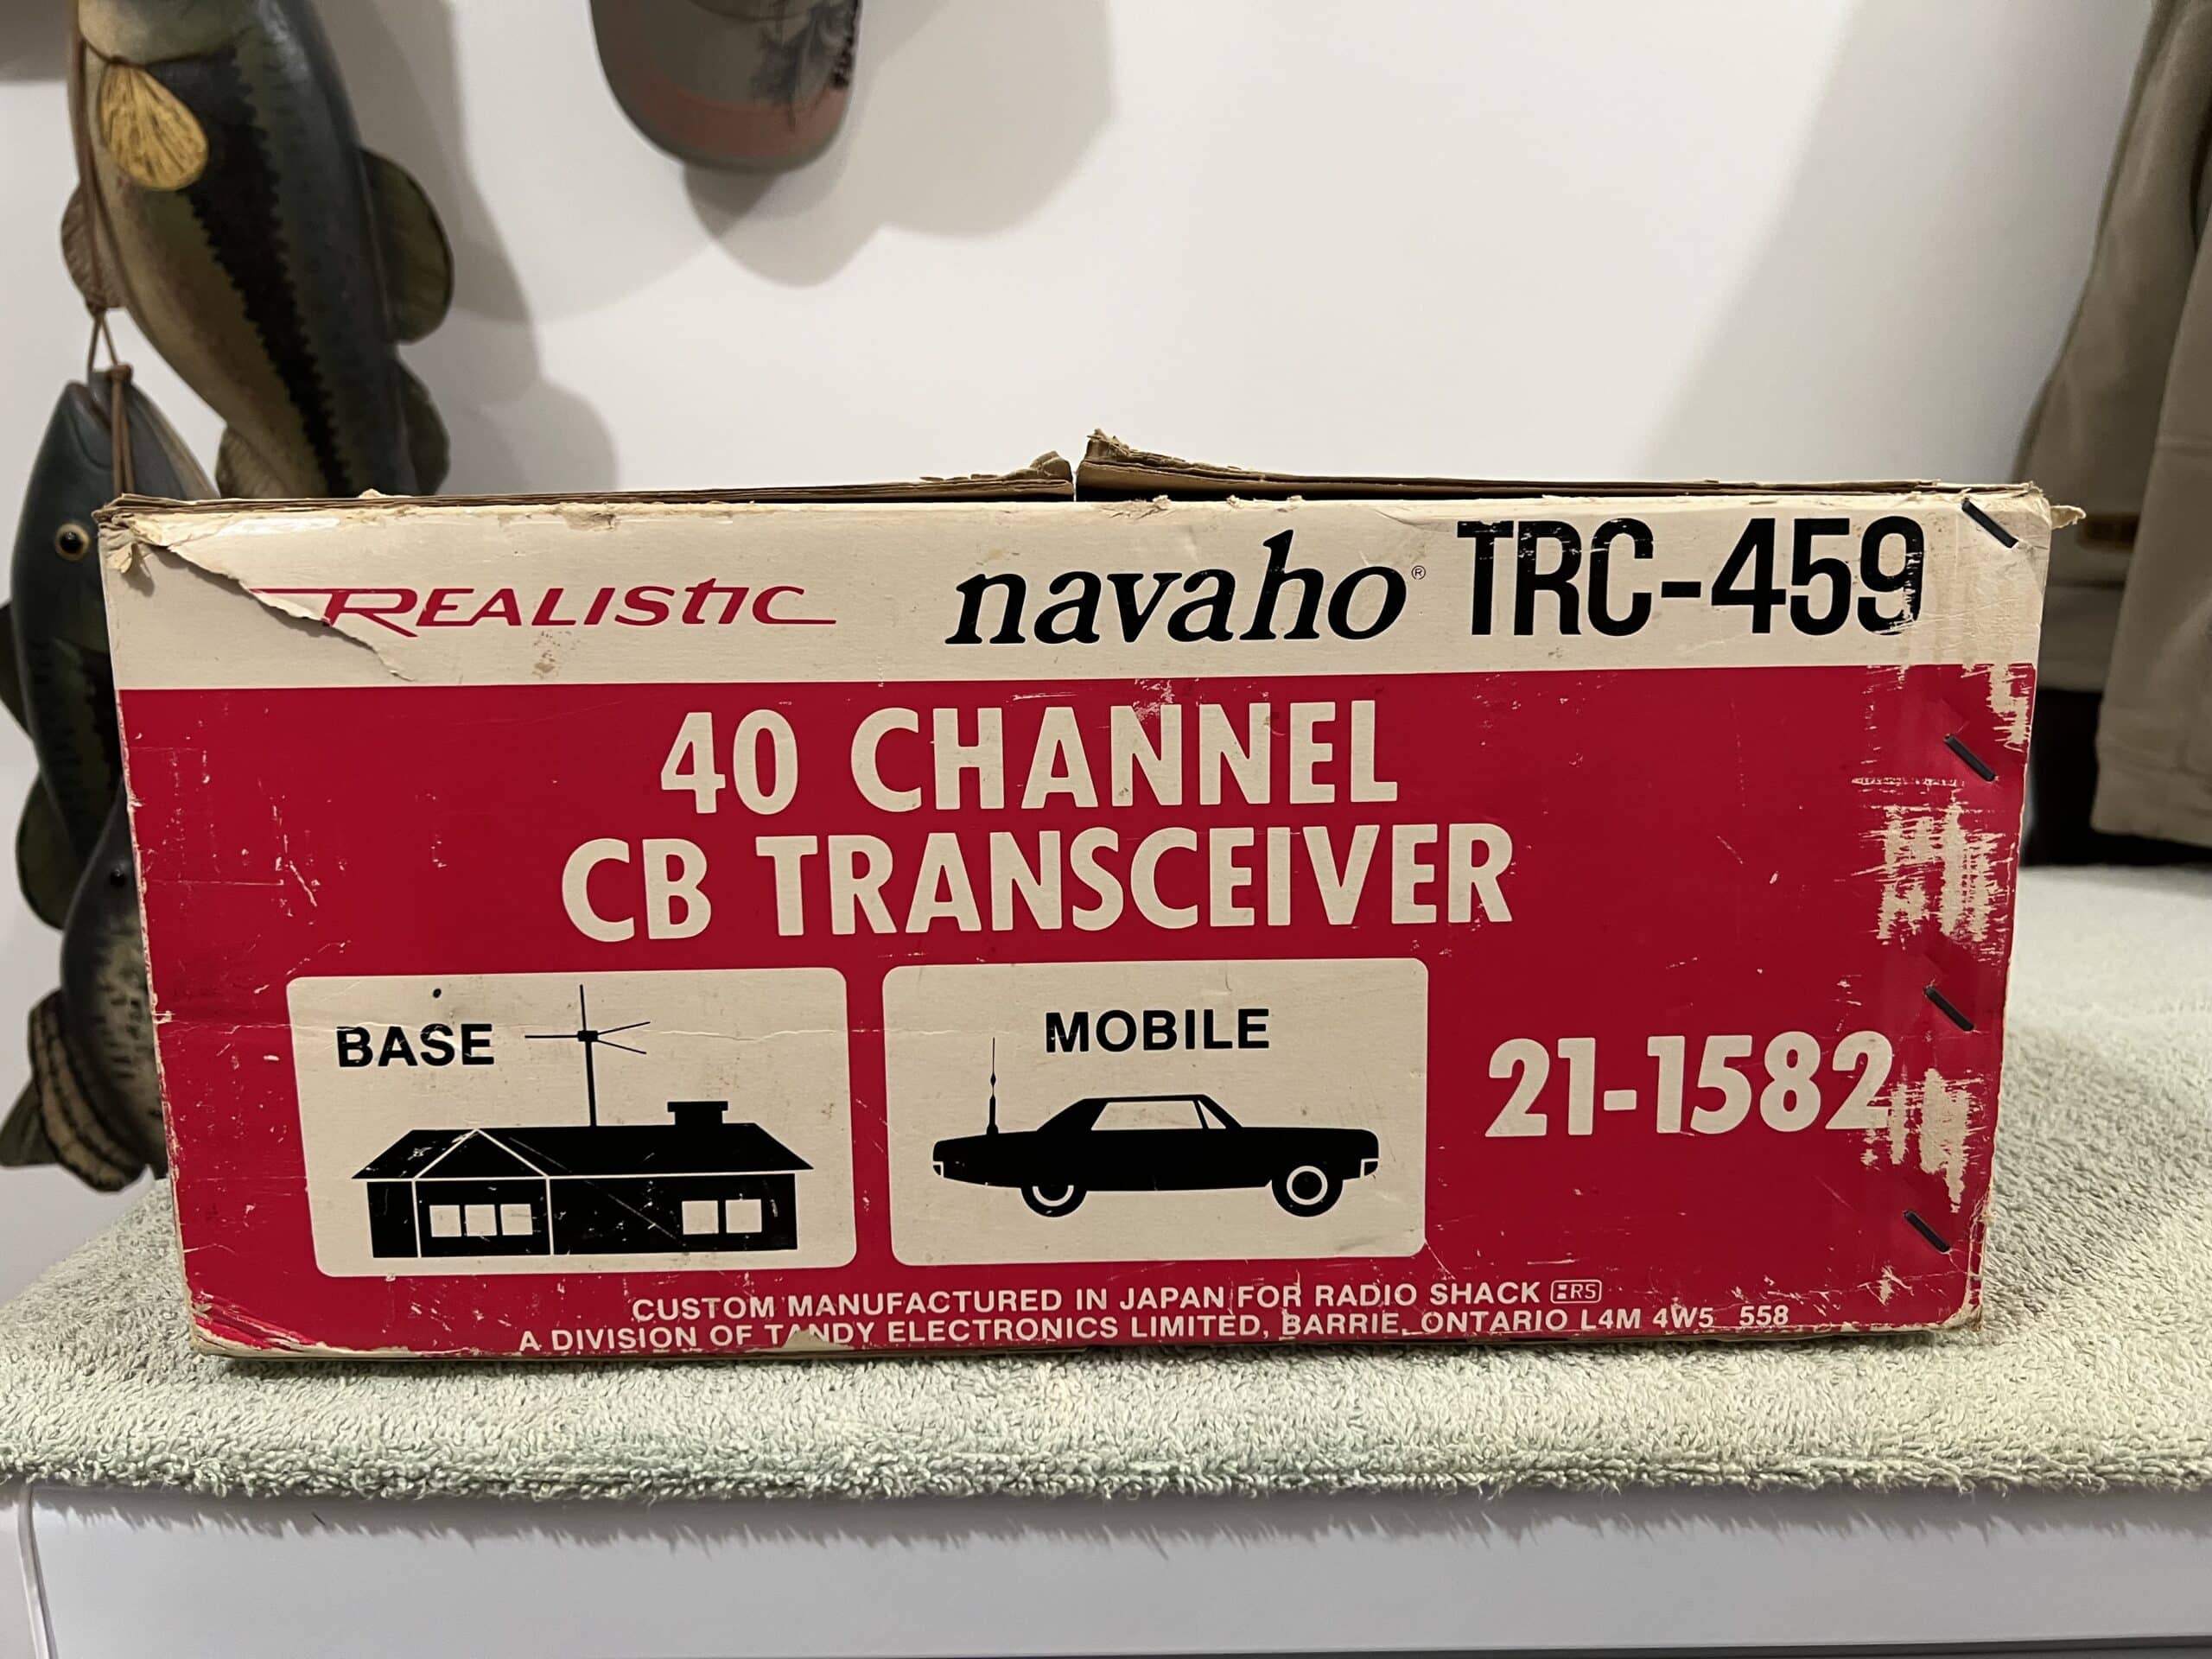 REALISTIC navaho® TRC-459
40 CHANNEL
CB TRANSCEIVER
BASE
MOBILE
21-1582
CUSTOM MANUFACTURED IN JAPAN FOR RADIO SHACK RS
A DIVISION OF TANDY ELECTRONICS LIMITED, BARRIE, ONTARIO L4M 4W5 558